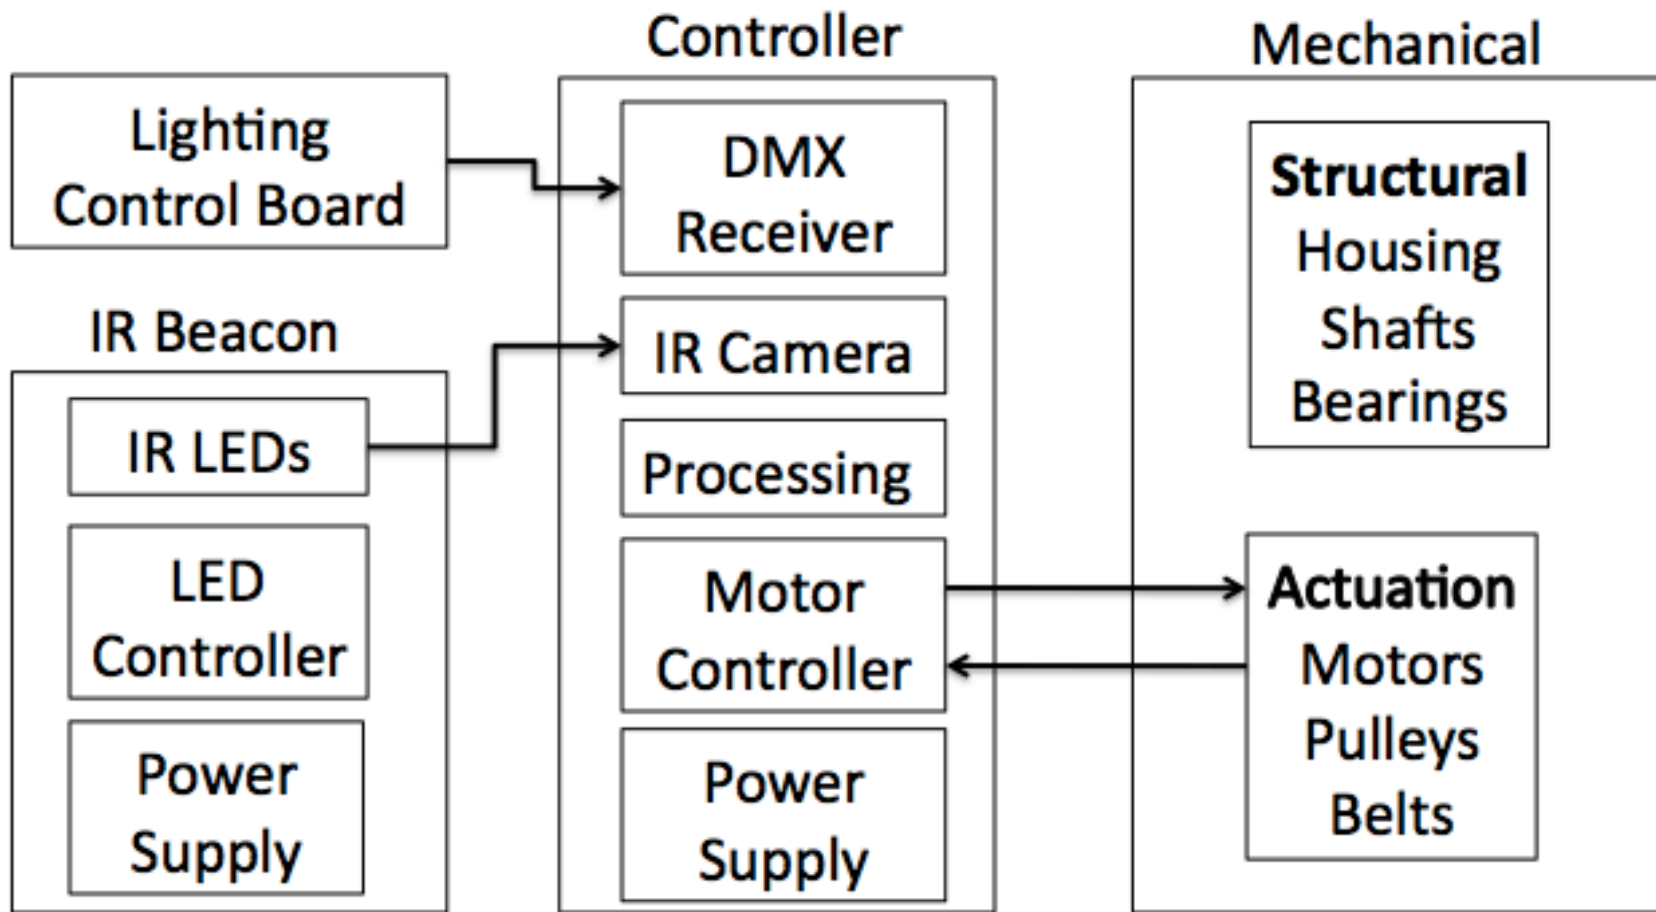 Lighting
Control Board
IR Beacon
IR LEDs
LED
Controller
Power
Supply
Controller
DMX
Receiver
IR Camera
Processing
Motor
Controller
Power
Supply
Mechanical
Structural
Housing
Shafts
Bearings
Actuation
Motors
Pulleys
Belts